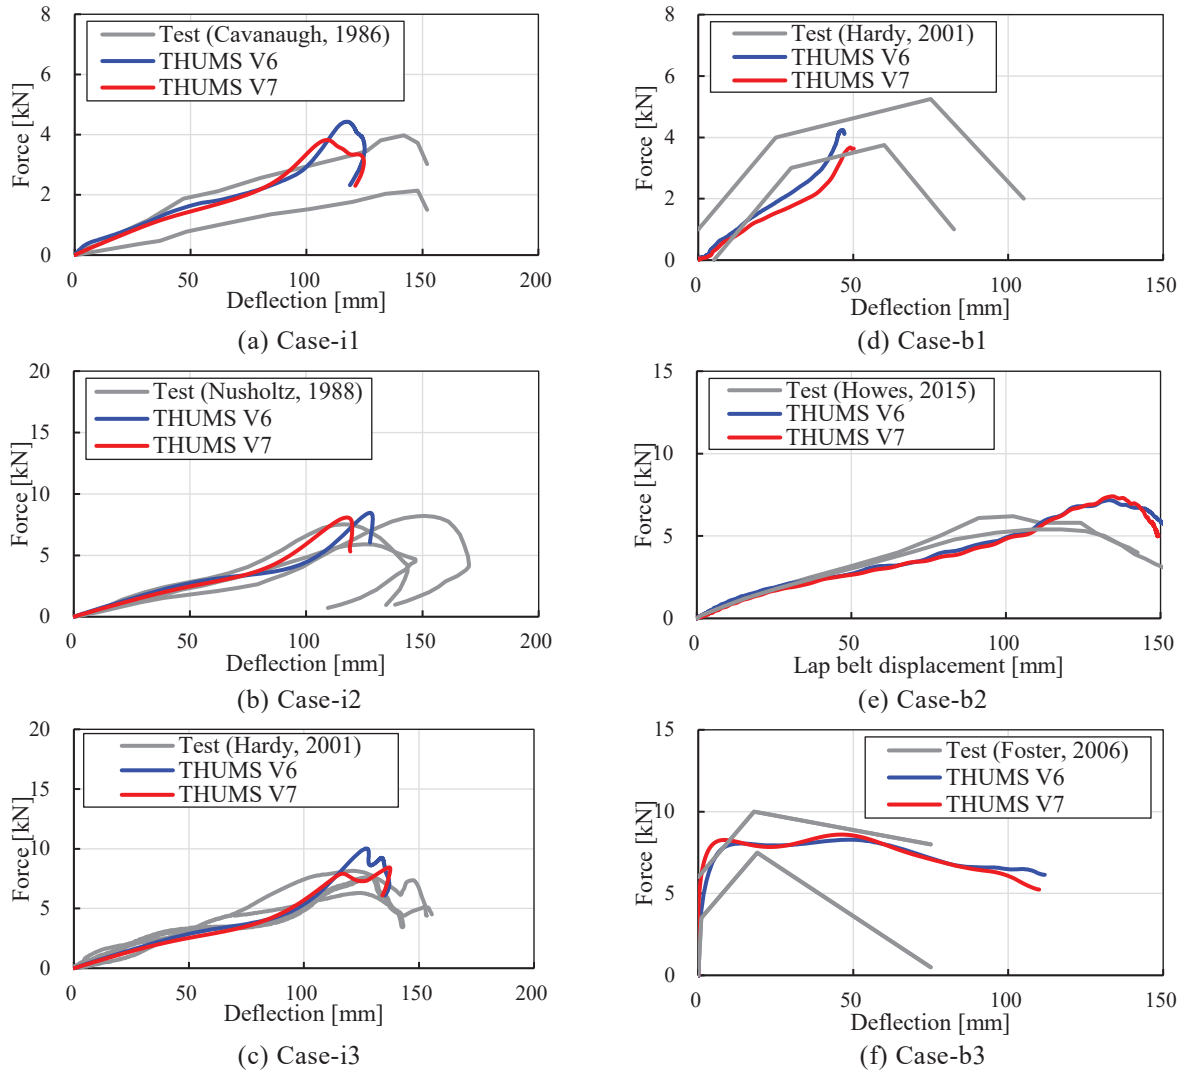 Test (Cavanaugh, 1986)
THUMS V6
THUMS V7
Force [kN]
8
6
4
2
0
0 50 100 150 200
Deflection [mm]
(a) Case-i1
Test (Hardy, 2001)
THUMS V6
THUMS V7
Force [kN]
8
6
4
2
0
0 50 100 150
Deflection [mm]
(d) Case-b1
Test (Nusholtz, 1988)
THUMS V6
THUMS V7
Force [kN]
20
15
10
5
0
0 50 100 150 200
Deflection [mm]
(b) Case-i2
Test (Howes, 2015)
THUMS V6
THUMS V7
Force [kN]
15
10
5
0
0 50 100 150
Lap belt displacement [mm]
(e) Case-b2
Test (Hardy, 2001)
THUMS V6
THUMS V7
Force [kN]
20
15
10
5
0
0 50 100 150 200
Deflection [mm]
(c) Case-i3
Test (Foster, 2006)
THUMS V6
THUMS V7
Force [kN]
15
10
5
0
0 50 100 150
Deflection [mm]
(f) Case-b3